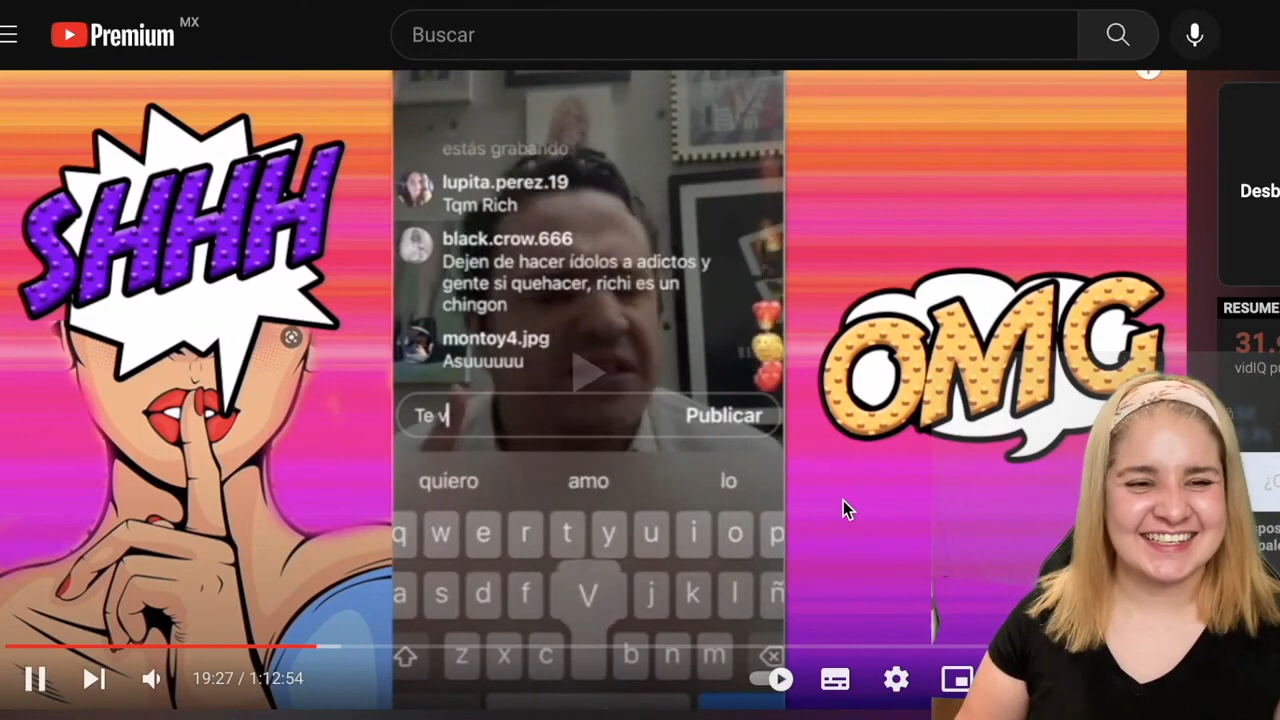 Premium MX
Buscar
SHHH
estás grabando
lupita.perez.19
Tqm Rich
black.crow.666
Dejen de hacer ídolos a adictos y
gente si quehacer, richi es un
chingon
montoy4.jpg
Asuuuuuu
Te v
Publicar
quiero amo lo
q w e r t y u i o p
a s d f V j k l ñ
z x c b n m
OMG
Desb
RESUME
31.
vidIQ
19:27 / 1:12:54